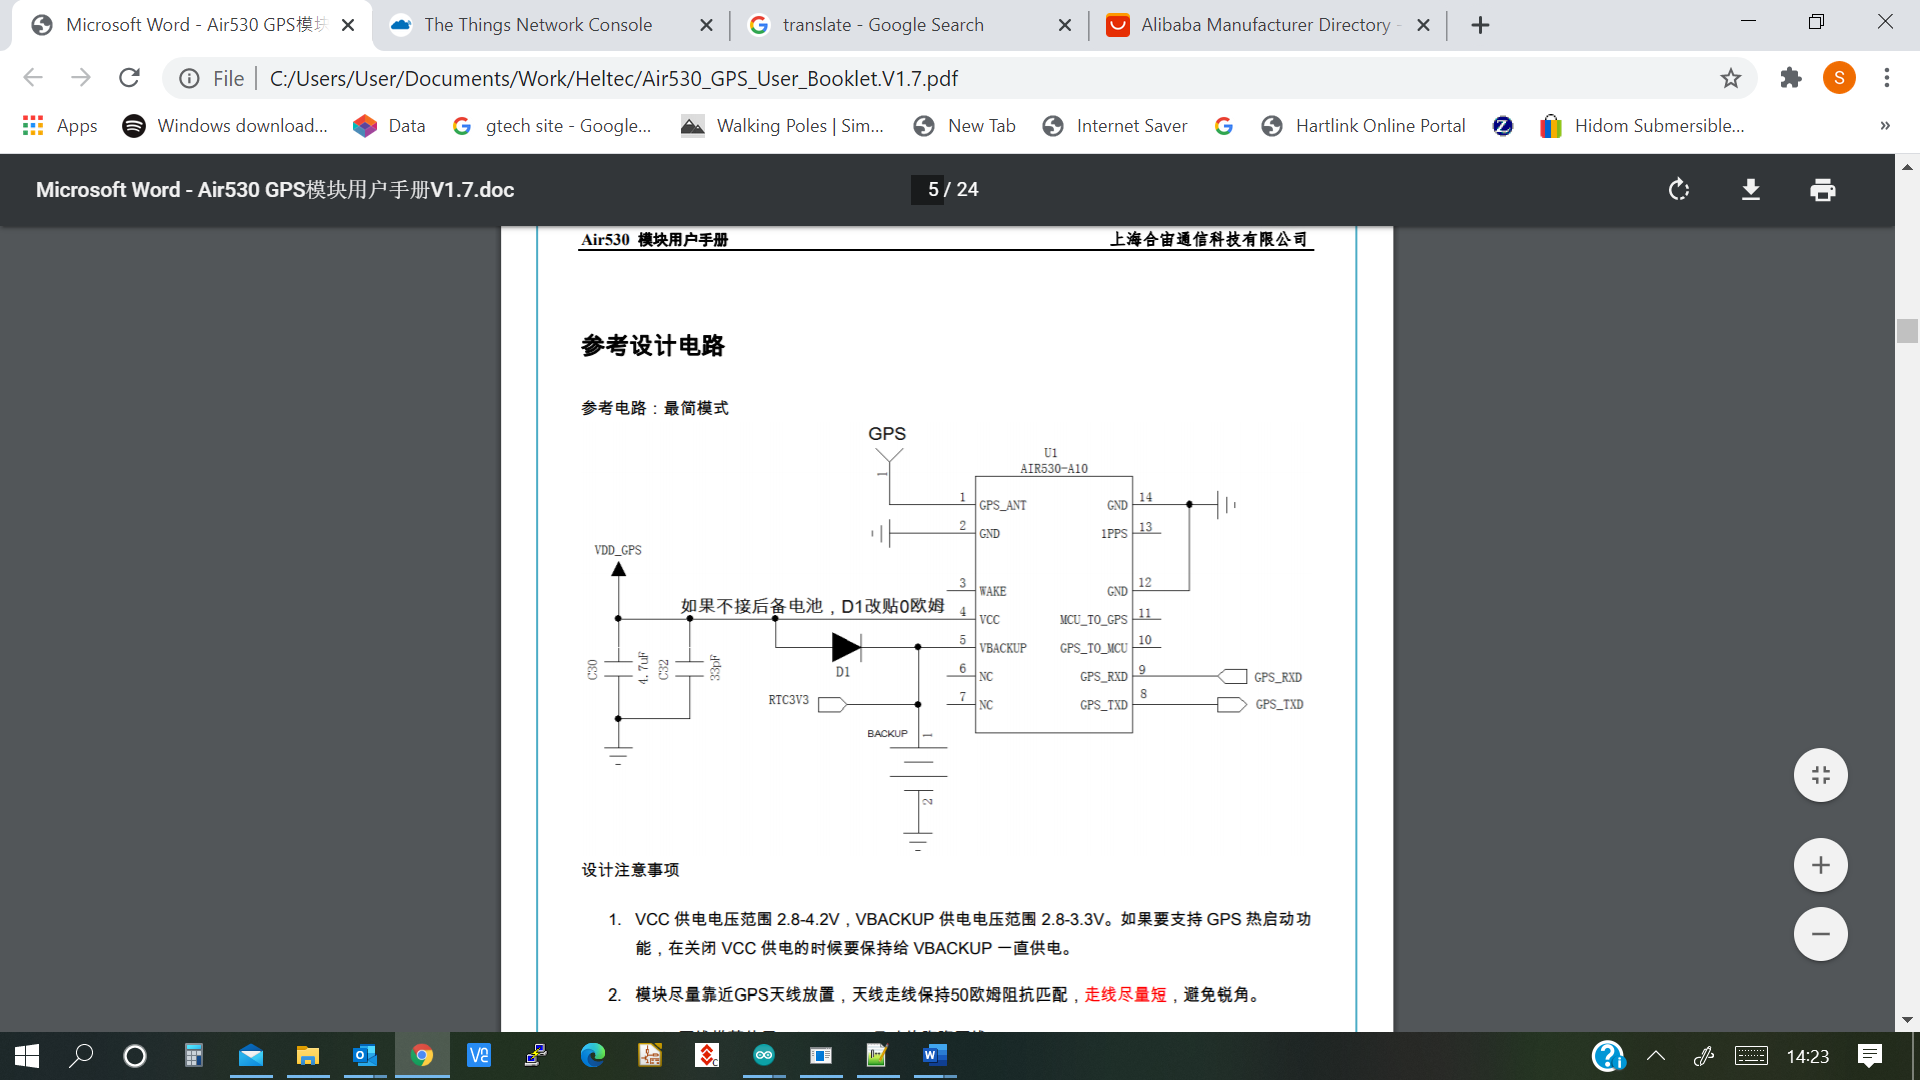 Microsoft Word - Air530 GPS模块
The Things Network Console
translate - Google Search
Alibaba Manufacturer Directory -
File
C:/Users/User/Documents/Work/Heltec/Air530_GPS_User_Booklet.V1.7.pdf
S
Apps
Windows download...
Data
gtech site - Google...
Walking Poles | Sim...
New Tab
Internet Saver
Hartlink Online Portal
Hidom Submersible...
»
Microsoft Word - Air530 GPS模块用户手册V1.7.doc
5 / 24
Air530 模块用户手册
上海合宙通信科技有限公司
参考设计电路
参考电路：最简模式
GPS
1
U1
AIR530-A10
1 GPS_ANT
GND 14
2 GND
1PPS 13
VDD_GPS
3 WAKE
GND 12
如果不接后备电池，D1改贴0欧姆
4 VCC
MCU_TO_GPS 11
5 VBACKUP
GPS_TO_MCU 10
C30
4.7uF
C32
33pF
D1
6 NC
GPS_RXD 9
GPS_RXD
RTC3V3
7 NC
GPS_TXD 8
GPS_TXD
BACKUP
1
2
设计注意事项
1. VCC 供电电压范围 2.8-4.2V，VBACKUP 供电电压范围 2.8-3.3V。如果要支持 GPS 热启动功
能，在关闭 VCC 供电的时候要保持给 VBACKUP 一直供电。
2. 模块尽量靠近GPS天线放置，天线走线保持50欧姆阻抗匹配，走线尽量短，避免锐角。
14:23